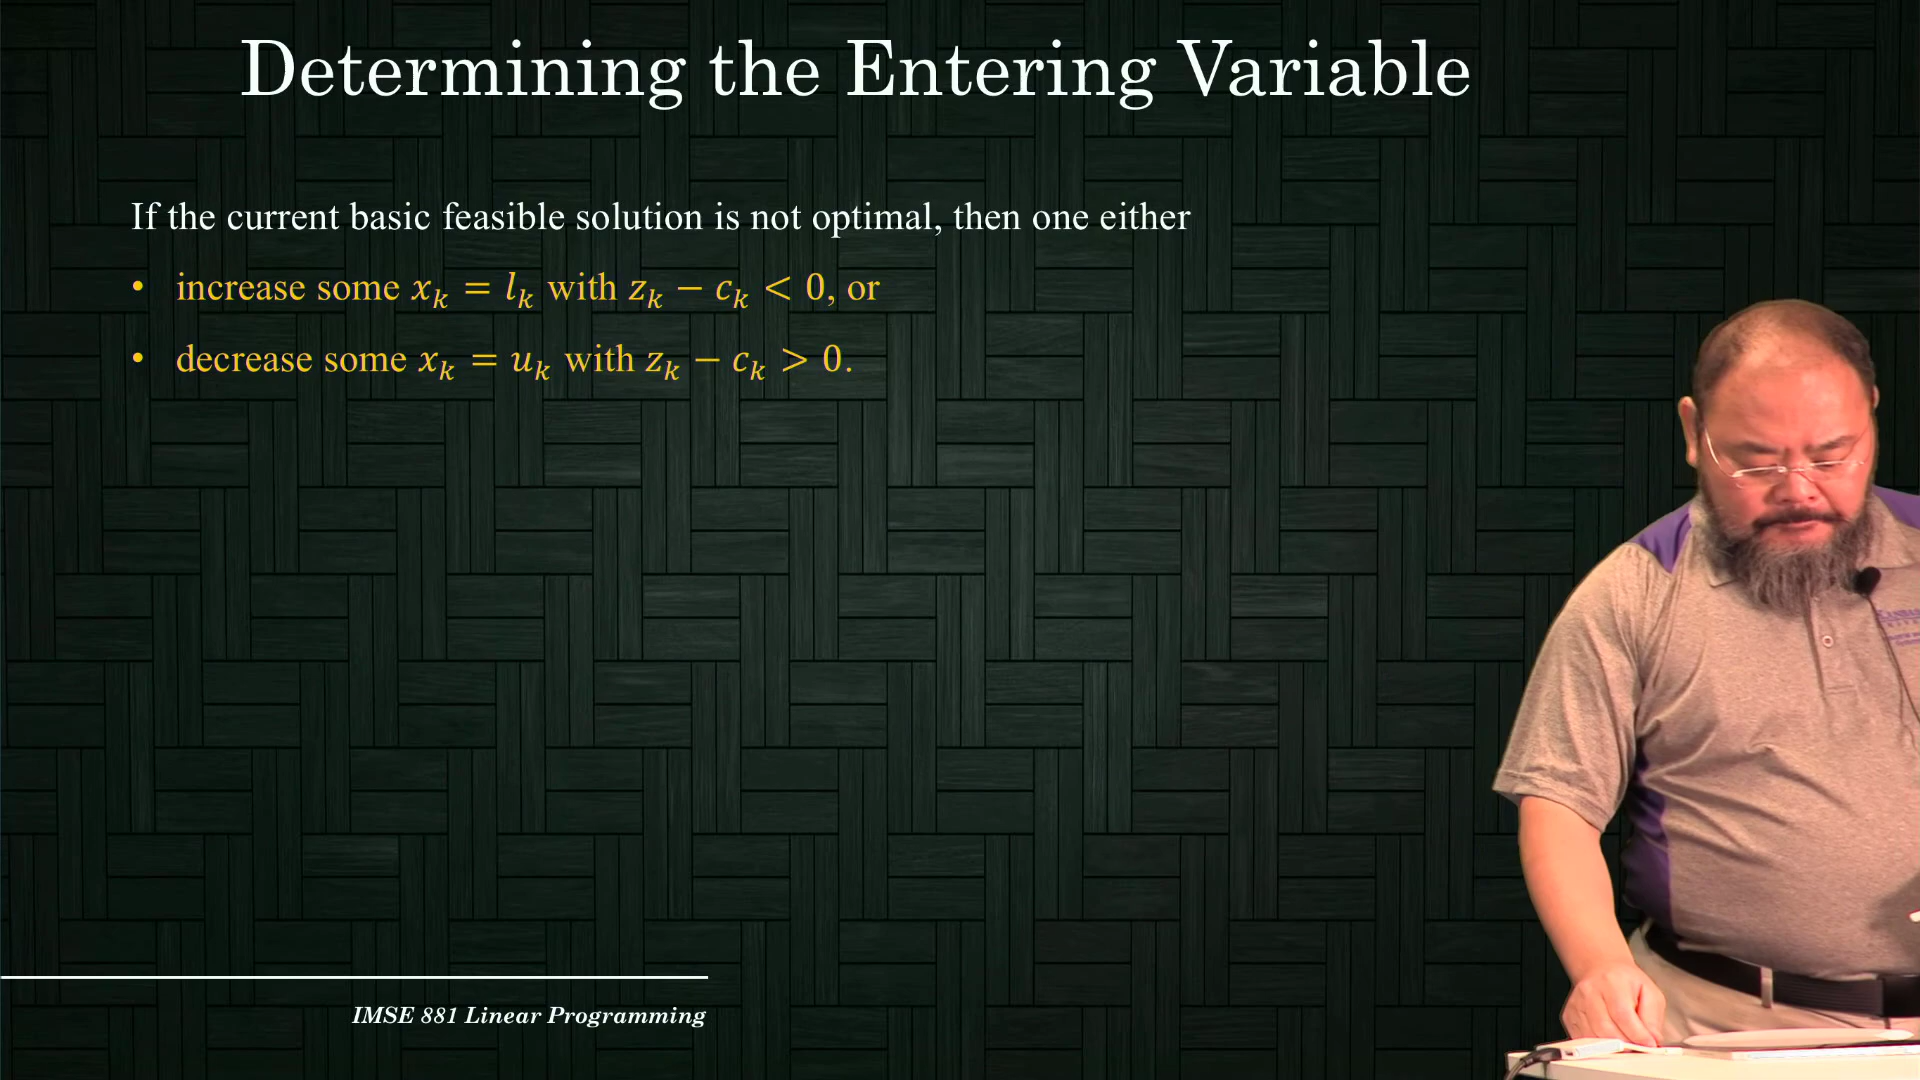 Determining the Entering Variable
If the current basic feasible solution is not optimal, then one either
• increase some xₖ = lₖ with zₖ − cₖ < 0, or
• decrease some xₖ = uₖ with zₖ − cₖ > 0.
IMSE 881 Linear Programming